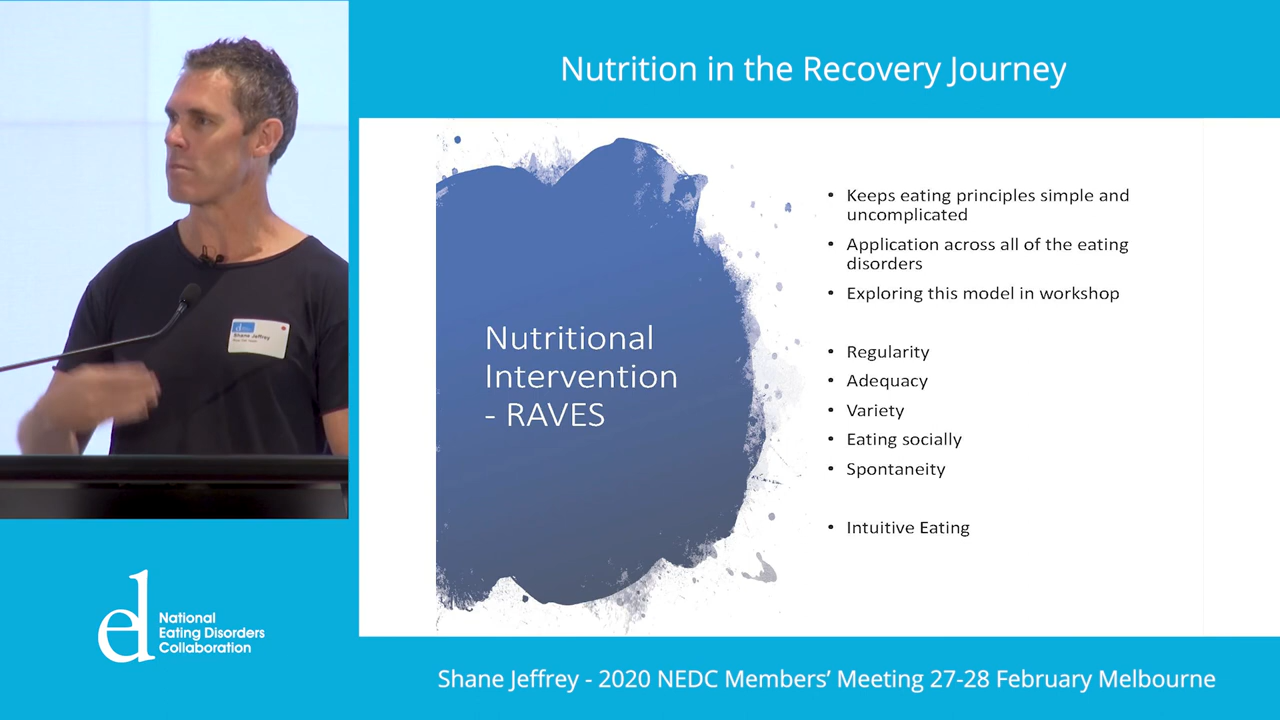 Nutrition in the Recovery Journey
Nutritional
Intervention
- RAVES
• Keeps eating principles simple and
uncomplicated
• Application across all of the eating
disorders
• Exploring this model in workshop
• Regularity
• Adequacy
• Variety
• Eating socially
• Spontaneity
• Intuitive Eating
Shane Jeffrey
d
National
Eating Disorders
Collaboration
Shane Jeffrey - 2020 NEDC Members’ Meeting 27-28 February Melbourne